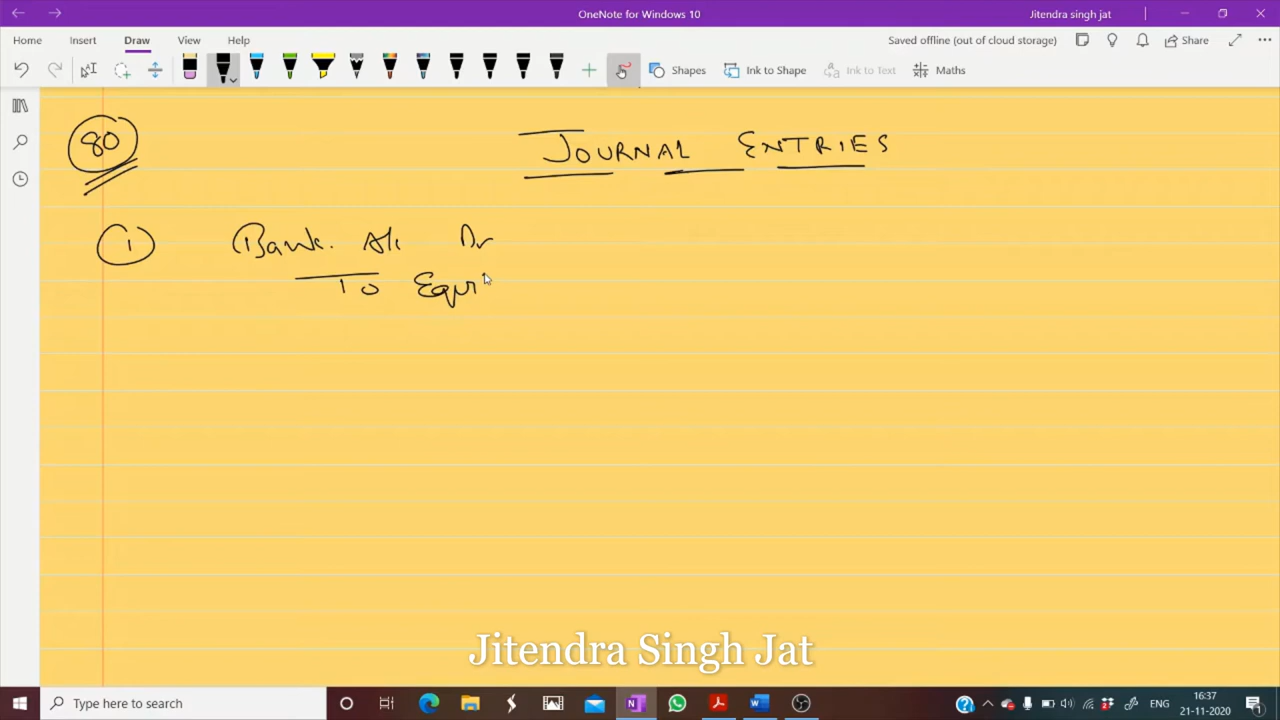 OneNote for Windows 10
Jitendra singh jat
Home Insert Draw View Help
Saved offline (out of cloud storage)
Share
Shapes
Ink to Shape
Ink to Text
Maths
80
JOURNAL ENTRIES
1 Bank A/c Dr
To Equi
Jitendra Singh Jat
Type here to search
ENG
16:37
21-11-2020
1